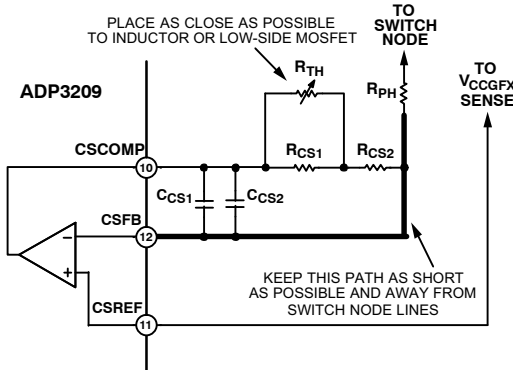 PLACE AS CLOSE AS POSSIBLE
TO INDUCTOR OR LOW-SIDE MOSFET
TO
SWITCH
NODE
TO
VCCGFX
SENSE
ADP3209
RTH
RPH
CSCOMP
10
RCS1
RCS2
CCS1
CCS2
CSFB
12
−
+
KEEP THIS PATH AS SHORT
AS POSSIBLE AND AWAY FROM
SWITCH NODE LINES
CSREF
11